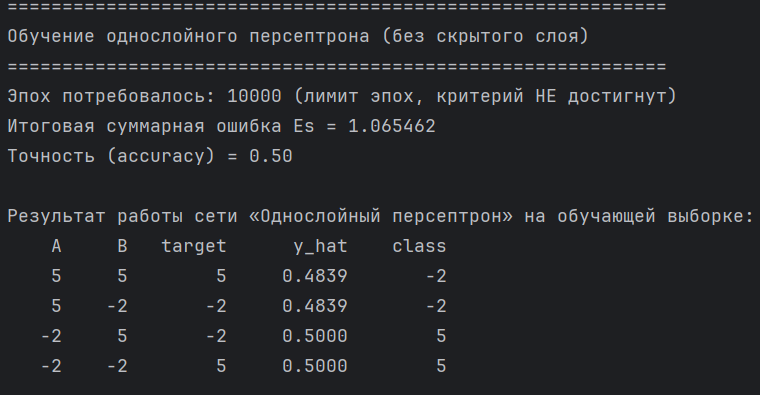 ============================================================
Обучение однослойного персептрона (без скрытого слоя)
============================================================
Эпох потребовалось: 10000 (лимит эпох, критерий НЕ достигнут)
Итоговая суммарная ошибка Es = 1.065462
Точность (accuracy) = 0.50
Результат работы сети «Однослойный персептрон» на обучающей выборке:
A B target y_hat class
5 5 5 0.4839 -2
5 -2 -2 0.4839 -2
-2 5 -2 0.5000 5
-2 -2 5 0.5000 5